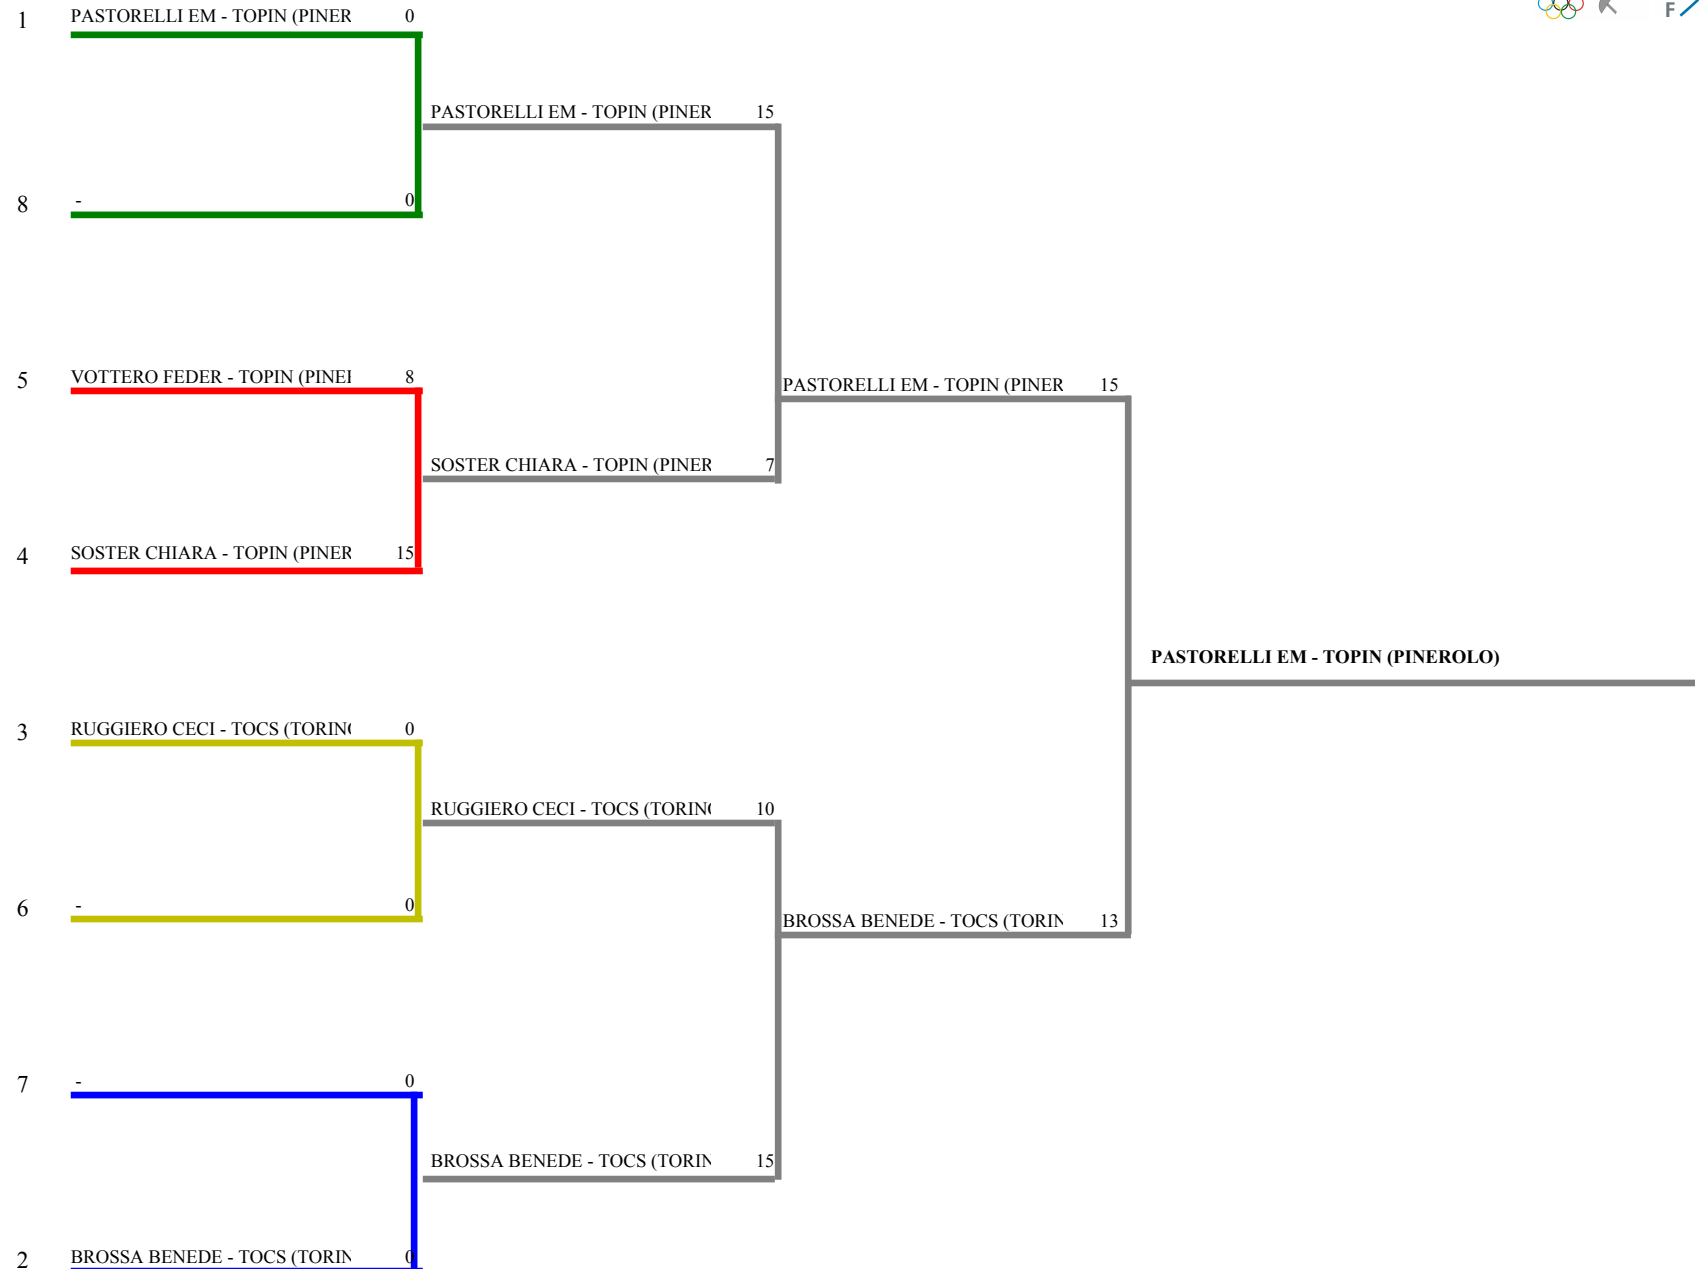 1 PASTORELLI EM - TOPIN (PINER 0
F
PASTORELLI EM - TOPIN (PINER 15
8 - 0
5 VOTTERO FEDER - TOPIN (PINE 8
PASTORELLI EM - TOPIN (PINER 15
SOSTER CHIARA - TOPIN (PINER 7
4 SOSTER CHIARA - TOPIN (PINER 15
PASTORELLI EM - TOPIN (PINEROLO)
3 RUGGIERO CECI - TOCS (TORIN 0
RUGGIERO CECI - TOCS (TORIN 10
6 - 0
BROSSA BENEDE - TOCS (TORIN 13
7 - 0
BROSSA BENEDE - TOCS (TORIN 15
2 BROSSA BENEDE - TOCS (TORIN 0